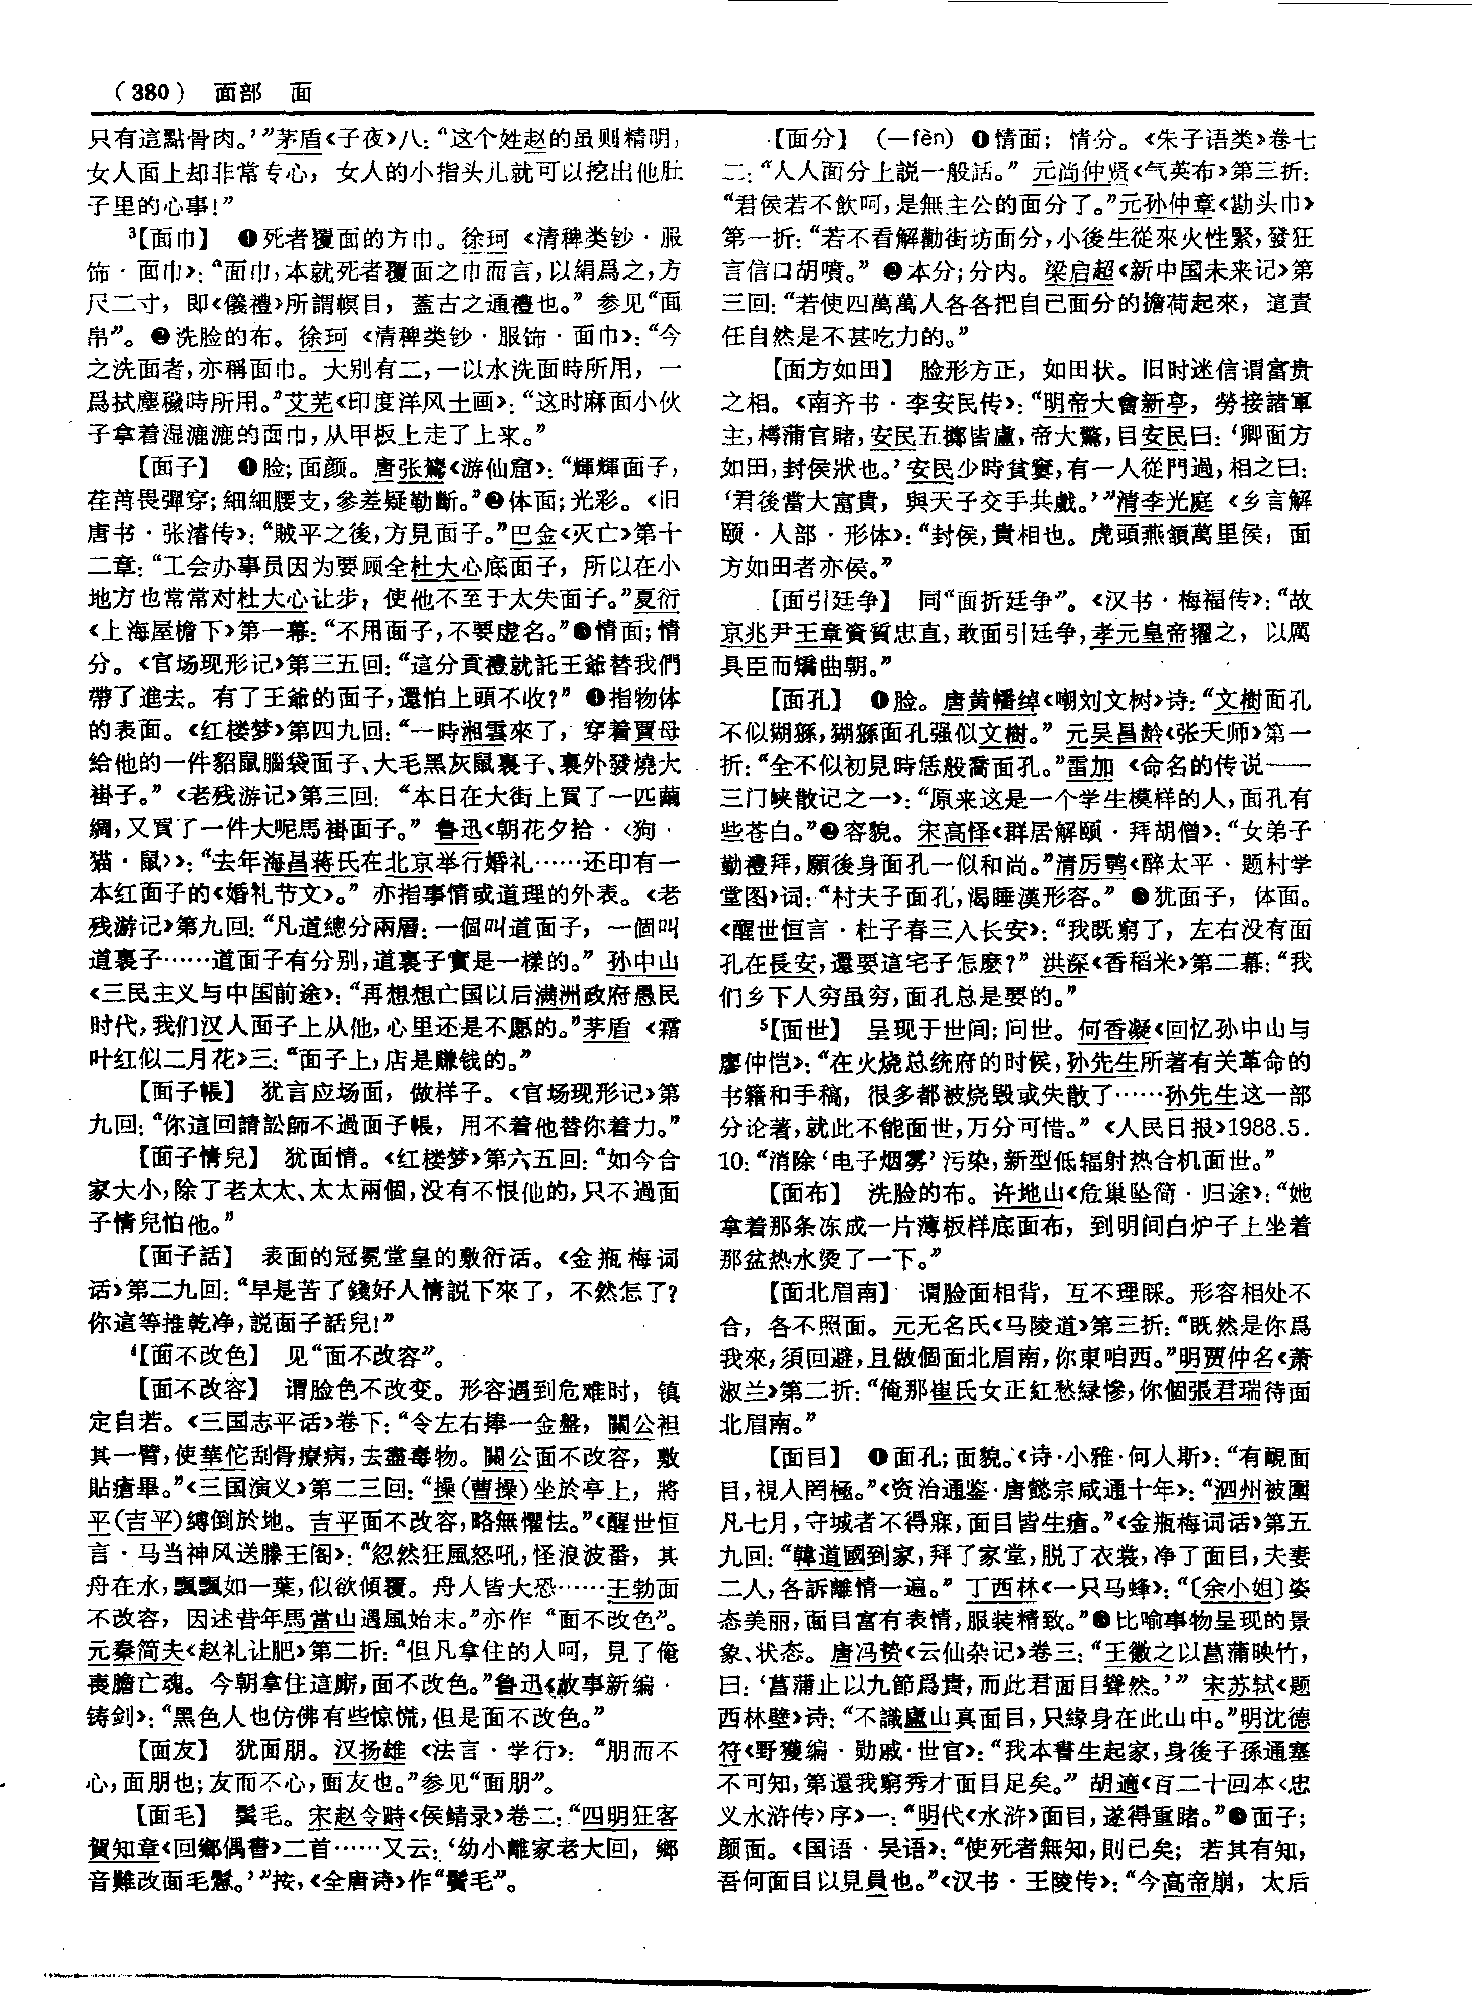 （380） 面部 面
只有這點骨肉。’”茅盾《子夜》八：“这个姓赵的虽则精明，
女人面上却非常专心，女人的小指头儿就可以挖出他肚
子里的心事！”
³【面巾】 ❶死者覆面的方巾。徐珂《清稗类钞·服
饰·面巾》：“面巾，本就死者覆面之巾而言，以絹爲之，方
尺二寸，即《儀禮》所謂幎目，蓋古之通禮也。”参见“面
帛”。❷洗脸的布。徐珂《清稗类钞·服饰·面巾》：“今
之洗面者，亦稱面巾。大别有二，一以水洗面時所用，一
爲拭塵穢時所用。”艾芜《印度洋风土画》：“这时麻面小伙
子拿着湿漉漉的面巾，从甲板上走了上来。”
【面子】 ❶脸；面颜。唐张鷟《游仙窟》：“輝輝面子，
荏苒畏彈穿；細細腰支，參差疑勒斷。”❷体面；光彩。《旧
唐书·张濬传》：“賊平之後，方見面子。”巴金《灭亡》第十
二章：“工会办事员因为要顾全杜大心底面子，所以在小
地方也常常对杜大心让步，使他不至于太失面子。”夏衍
《上海屋檐下》第一幕：“不用面子，不要虚名。”❸情面；情
分。《官场现形记》第三五回：“這分貢禮就託王爺替我們
帶了進去。有了王爺的面子，還怕上頭不收？”❹指物体
的表面。《红楼梦》第四九回：“一時湘雲來了，穿着賈母
給他的一件貂鼠腦袋面子、大毛黑灰鼠裏子、裏外發燒大
褂子。”《老残游记》第三回：“本日在大街上買了一匹繭
綢，又買了一件大呢馬褂面子。”鲁迅《朝花夕拾·〈狗·
猫·鼠〉》：“去年海昌蒋氏在北京举行婚礼……还印有一
本红面子的《婚礼节文》。”亦指事情或道理的外表。《老
残游记》第九回：“凡道總分兩層：一個叫道面子，一個叫
道裏子……道面子有分别，道裏子實是一樣的。”孙中山
《三民主义与中国前途》：“再想想亡国以后满洲政府愚民
时代，我们汉人面子上从他，心里还是不愿的。”茅盾《霜
叶红似二月花》三：“面子上，店是赚钱的。”
【面子帳】 犹言应场面，做样子。《官场现形记》第
九回：“你這回請訟師不過面子帳，用不着他替你着力。”
【面子情兒】 犹面情。《红楼梦》第六五回：“如今合
家大小，除了老太太、太太兩個，没有不恨他的，只不過面
子情兒怕他。”
【面子話】 表面的冠冕堂皇的敷衍话。《金瓶梅词
话》第二九回：“早是苦了錢好人情説下來了，不然怎了？
你這等推乾净，説面子話兒！”
⁴【面不改色】 见“面不改容”。
【面不改容】 谓脸色不改变。形容遇到危难时，镇
定自若。《三国志平话》卷下：“令左右捧一金盤，關公袒
其一臂，使華佗刮骨療病，去盡毒物。關公面不改容，敷
貼瘡畢。”《三国演义》第二三回：“操（曹操）坐於亭上，將
平（吉平）縛倒於地。吉平面不改容，略無懼怯。”《醒世恒
言·马当神风送滕王阁》：“忽然狂風怒吼，怪浪波番，其
舟在水，飄飄如一葉，似欲傾覆。舟人皆大恐……王勃面
不改容，因述昔年馬當山遇風始末。”亦作“面不改色”。
元秦简夫《赵礼让肥》第二折：“但凡拿住的人呵，見了俺
喪膽亡魂。今朝拿住這厮，面不改色。”鲁迅《故事新编·
铸剑》：“黑色人也仿佛有些惊慌，但是面不改色。”
【面友】 犹面朋。汉扬雄《法言·学行》：“朋而不
心，面朋也；友而不心，面友也。”参见“面朋”。
【面毛】 鬓毛。宋赵令畤《侯鲭录》卷二：“四明狂客
賀知章《回鄉偶書》二首……又云：‘幼小離家老大回，鄉
音難改面毛鬔。’”按，《全唐诗》作“鬢毛”。
【面分】 （—fèn）❶情面；情分。《朱子语类》卷七
二：“人人面分上説一般話。”元尚仲贤《气英布》第三折：
“君侯若不飲呵，是無主公的面分了。”元孙仲章《勘头巾》
第一折：“若不看解勸街坊面分，小後生從來火性緊，發狂
言信口胡噴。”❷本分；分内。梁启超《新中国未来记》第
三回：“若使四萬萬人各各把自己面分的擔荷起來，這責
任自然是不甚吃力的。”
【面方如田】 脸形方正，如田状。旧时迷信谓富贵
之相。《南齐书·李安民传》：“明帝大會新亭，勞接諸軍
主，樗蒲官賭，安民五擲皆盧，帝大驚，目安民曰：‘卿面方
如田，封侯狀也。’安民少時貧窶，有一人從門過，相之曰：
‘君後當大富貴，與天子交手共戲。’”清李光庭《乡言解
颐·人部·形体》：“封侯，貴相也。虎頭燕頷萬里侯，面
方如田者亦侯。”
【面引廷争】 同“面折廷争”。《汉书·梅福传》：“故
京兆尹王章資質忠直，敢面引廷争，孝元皇帝擢之，以厲
具臣而矯曲朝。”
【面孔】 ❶脸。唐黄幡绰《嘲刘文树》诗：“文樹面孔
不似猢猻，猢猻面孔强似文樹。”元吴昌龄《张天师》第一
折：“全不似初見時恁般喬面孔。”雷加《命名的传说——
三门峡散记之一》：“原来这是一个学生模样的人，面孔有
些苍白。”❷容貌。宋高怿《群居解颐·拜胡僧》：“女弟子
勤禮拜，願後身面孔一似和尚。”清厉鹗《醉太平·题村学
堂图》词：“村夫子面孔，渴睡漢形容。”❸犹面子，体面。
《醒世恒言·杜子春三入长安》：“我既窮了，左右没有面
孔在長安，還要這宅子怎麽？”洪深《香稻米》第二幕：“我
们乡下人穷虽穷，面孔总是要的。”
⁵【面世】 呈现于世间；问世。何香凝《回忆孙中山与
廖仲恺》：“在火烧总统府的时候，孙先生所著有关革命的
书籍和手稿，很多都被烧毁或失散了……孙先生这一部
分论著，就此不能面世，万分可惜。”《人民日报》1988.5.
10：“消除‘电子烟雾’污染，新型低辐射热合机面世。”
【面布】 洗脸的布。许地山《危巢坠简·归途》：“她
拿着那条冻成一片薄板样底面布，到明间白炉子上坐着
那盆热水烫了一下。”
【面北眉南】 谓脸面相背，互不理睬。形容相处不
合，各不照面。元无名氏《马陵道》第三折：“既然是你爲
我來，須回避，且做個面北眉南，你東咱西。”明贾仲名《萧
淑兰》第二折：“俺那崔氏女正紅愁緑慘，你個張君瑞待面
北眉南。”
【面目】 ❶面孔；面貌。《诗·小雅·何人斯》：“有靦面
目，視人罔極。”《资治通鉴·唐懿宗咸通十年》：“泗州被圍
凡七月，守城者不得寐，面目皆生瘡。”《金瓶梅词话》第五
九回：“韓道國到家，拜了家堂，脱了衣裳，净了面目，夫妻
二人，各訴離情一遍。”丁西林《一只马蜂》：“〔余小姐〕姿
态美丽，面目富有表情，服装精致。”❷比喻事物呈现的景
象、状态。唐冯贽《云仙杂记》卷三：“王徽之以菖蒲映竹，
曰：‘菖蒲止以九節爲貴，而此君面目聳然。’”宋苏轼《题
西林壁》诗：“不識廬山真面目，只緣身在此山中。”明沈德
符《野獲编·勋戚·世官》：“我本書生起家，身後子孫通塞
不可知，第還我窮秀才面目足矣。”胡適《百二十回本〈忠
义水浒传〉序》一：“明代《水浒》面目，遂得重睹。”❸面子；
颜面。《国语·吴语》：“使死者無知，則已矣；若其有知，
吾何面目以見員也。”《汉书·王陵传》：“今高帝崩，太后